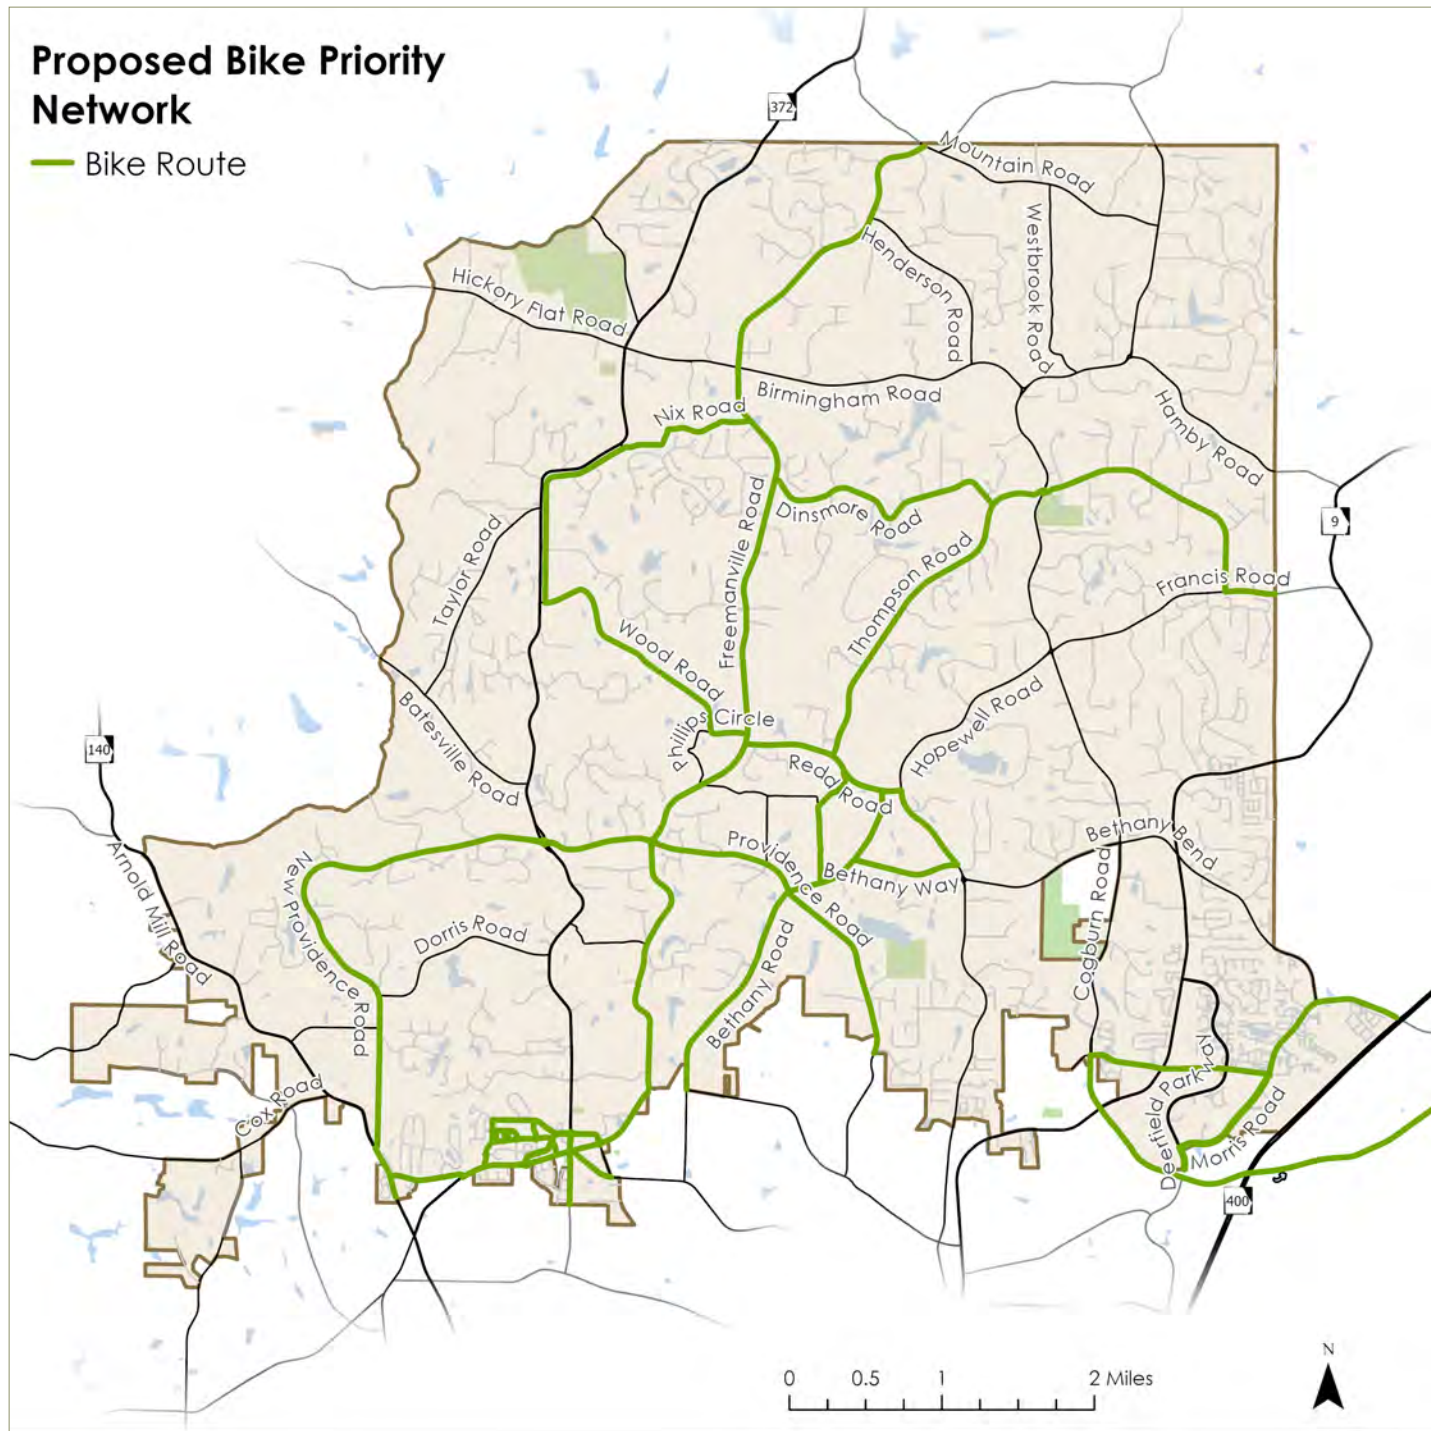 Proposed Bike Priority
Network
Bike Route
372
Mountain Road
Westbrook Road
Henderson Road
Hickory Flat Road
Birmingham Road
Nix Road
Hamby Road
9
Dinsmore Road
Freemanville Road
Taylor Road
Thompson Road
Francis Road
Wood Road
Hopewell Road
Phillips Circle
Batesville Road
140
Redd Road
Bethany Bend
Providence Road
Arnold Mill Road
New Providence Road
Bethany Way
Cogburn Road
Dorris Road
Bethany Road
Cox Road
Deerfield Parkway
Morris Road
400
N
0 0.5 1 2 Miles